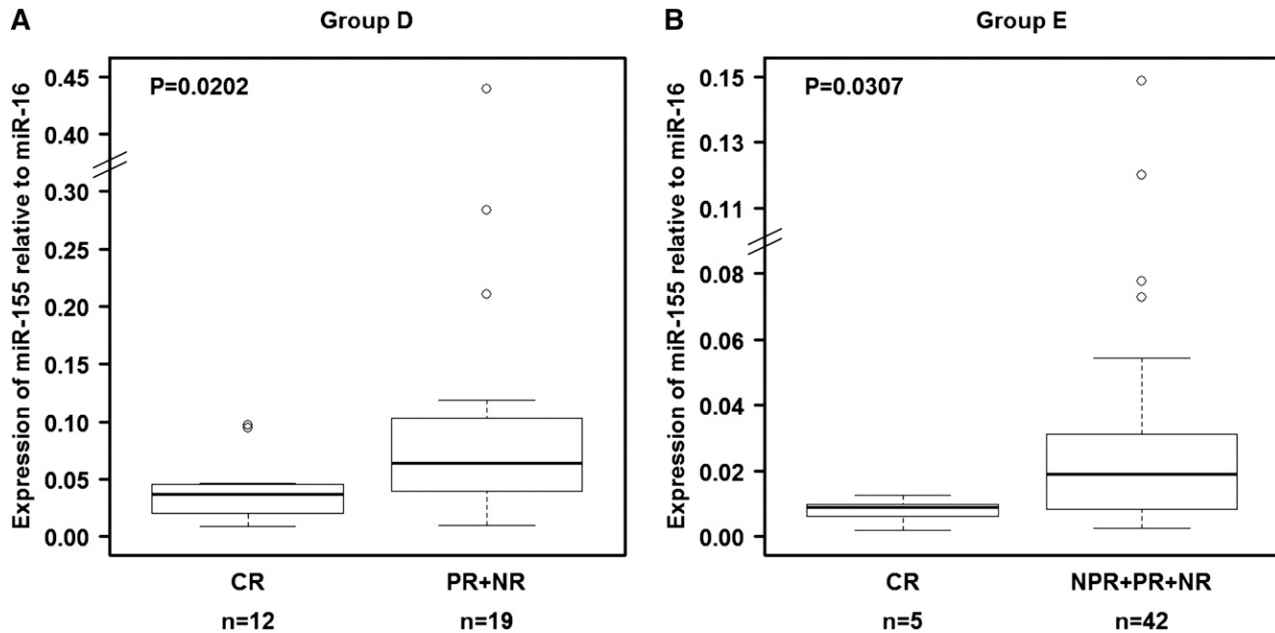 A
Group D
Expression of miR-155 relative to miR-16
P=0.0202
0.45
0.40
0.30
0.25
0.20
0.15
0.10
0.05
0.00
CR
PR+NR
n=12
n=19
B
Group E
Expression of miR-155 relative to miR-16
P=0.0307
0.15
0.13
0.11
0.08
0.06
0.04
0.02
0.00
CR
NPR+PR+NR
n=5
n=42